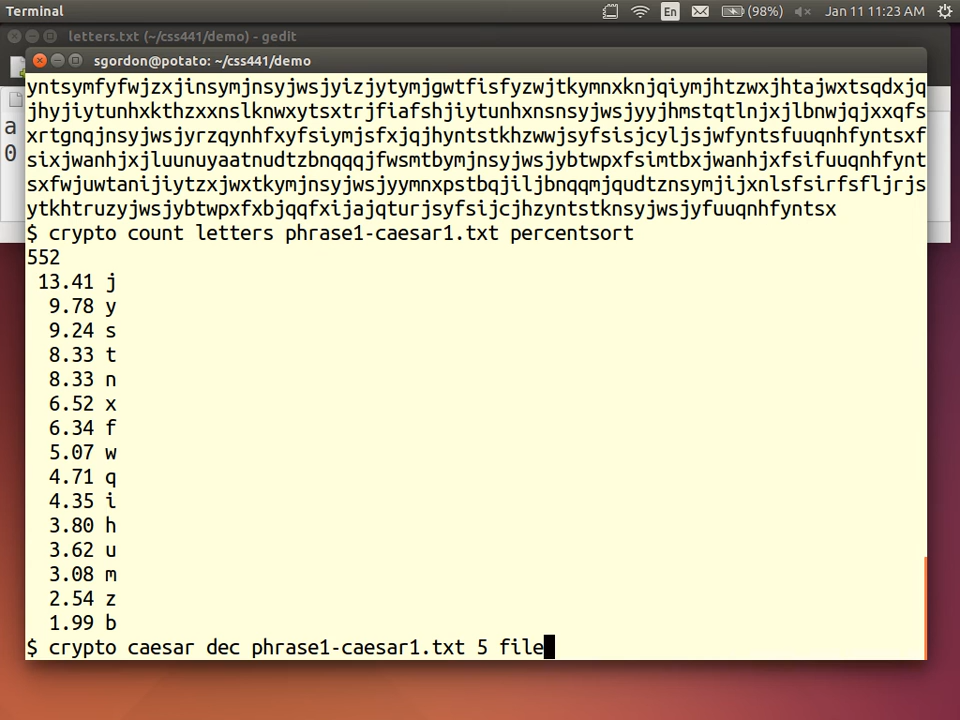 Terminal
En
(98%)
Jan 11 11:23 AM
letters.txt (~/css441/demo) - gedit
sgordon@potato: ~/css441/demo
a
0
yntsymfyfwjzxjinsymjnsyjwsjyizjytymjgwtfisfyzwjtkymnxknjqiymjhtzwxjhtajwxtsqdxjq
jhyjiytunhxkthzxxnslknwxytsxtrjfiafshjiytunhxnsnsyjwsjyyjhmstqtlnjxjlbnwjqjxxqfs
xrtgnqjnsyjwsjyrzqynhfxyfsiymjsfxjqjhyntstkhzwwjsyfsisjcyljsjwfyntsfuuqnhfyntsxf
sixjwanhjxjluunuyaatnudtzbnqqqjfwsmtbymjnsyjwsjybtwpxfsimtbxjwanhjxfsifuuqnhfynt
sxfwjuwtanijiytzxjwxtkymjnsyjwsjyymnxpstbqjiljbnqqmjqudtznsymjijxnlsfsirfsfljrjs
ytkhtruzyjwsjybtwpxfxbjqqfxijajqturjsyfsijcjhzyntstknsyjwsjyfuuqnhfyntsx
$ crypto count letters phrase1-caesar1.txt percentsort
552
13.41 j
9.78 y
9.24 s
8.33 t
8.33 n
6.52 x
6.34 f
5.07 w
4.71 q
4.35 i
3.80 h
3.62 u
3.08 m
2.54 z
1.99 b
$ crypto caesar dec phrase1-caesar1.txt 5 file